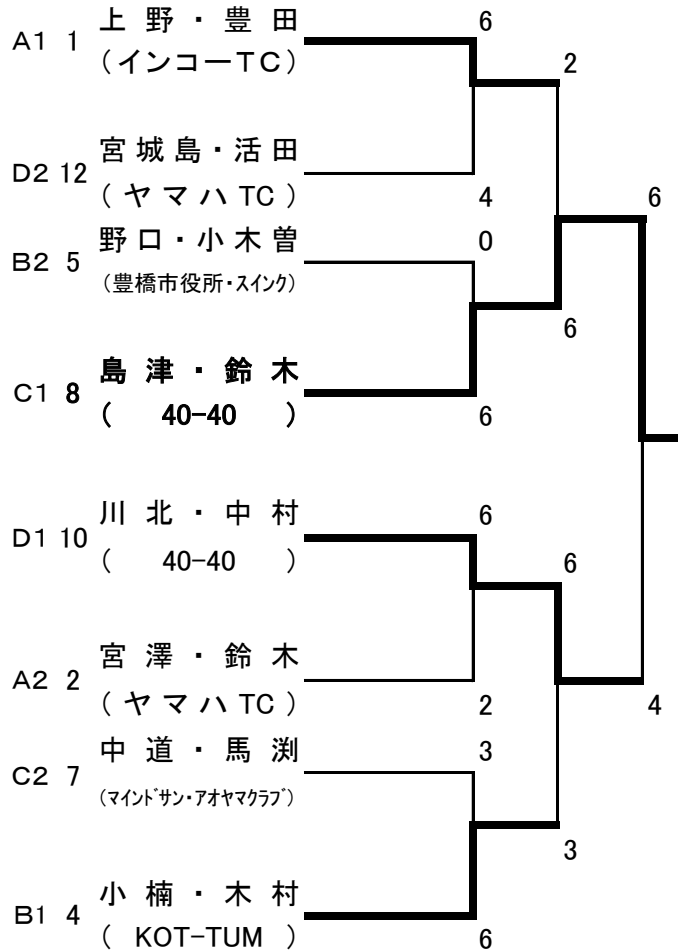 上野・豊田 6
A1 1
(インコーTC) 2
宮城島・活田
D2 12
(ヤマハTC) 4 6
野口・小木曽 0
B2 5
(豊橋市役所・スインク)
6
島津・鈴木
C1 8
( 40-40 ) 6
川北・中村 6
D1 10
( 40-40 ) 6
宮澤・鈴木
A2 2
(ヤマハTC) 2 4
中道・馬渕 3
C2 7
(マインドサン・アオヤマクラブ)
3
小楠・木村
B1 4
( KOT-TUM ) 6